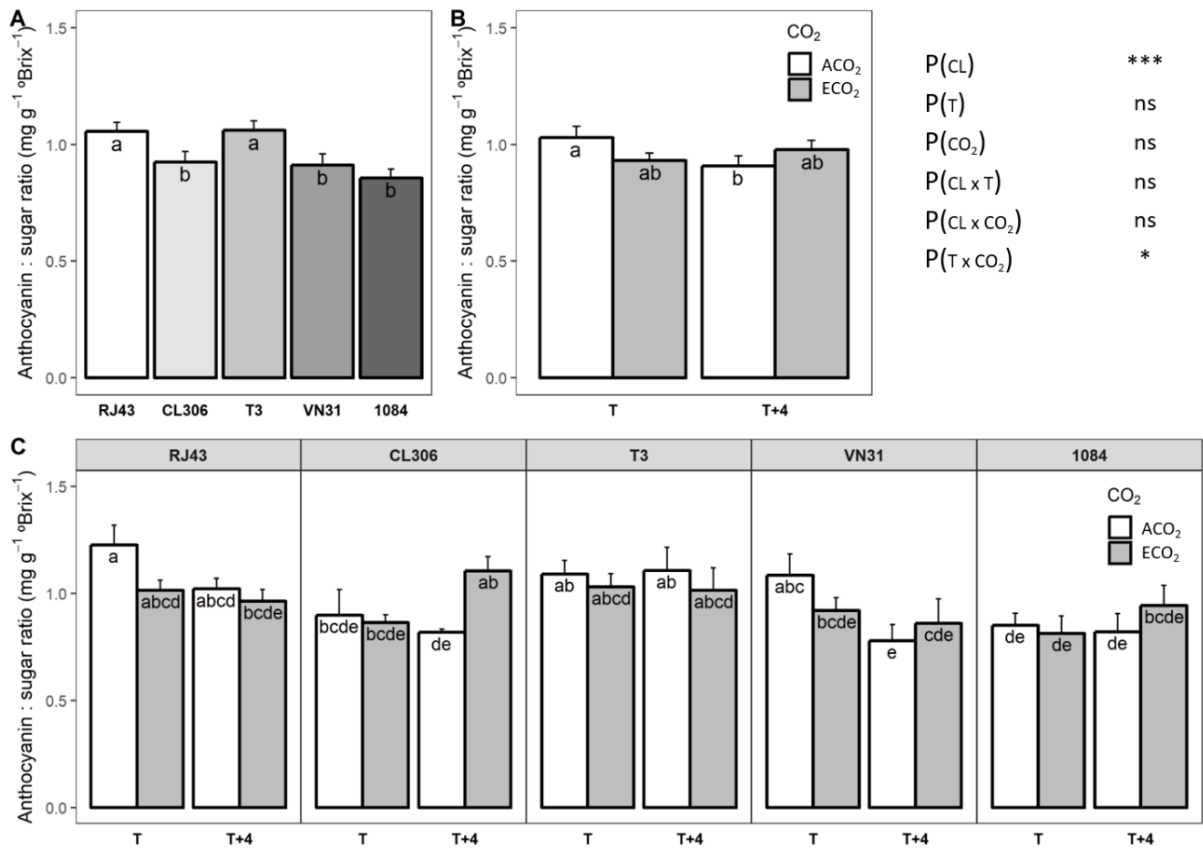 A
Anthocyanin : sugar ratio (mg g⁻¹ ºBrix⁻¹)
1.5
1.0
0.5
0.0
a
b
a
b
b
RJ43 CL306 T3 VN31 1084
B
Anthocyanin : sugar ratio (mg g⁻¹ ºBrix⁻¹)
1.5
1.0
0.5
0.0
CO₂
ACO₂
ECO₂
a ab b ab
T T+4
P(CL) ***
P(T) ns
P(CO₂) ns
P(CL x T) ns
P(CL x CO₂) ns
P(T x CO₂) *
C
Anthocyanin : sugar ratio (mg g⁻¹ ºBrix⁻¹)
1.5
1.0
0.5
0.0
RJ43 CL306 T3 VN31 1084
CO₂
ACO₂
ECO₂
a abcd abcd bcde
bcde bcde de ab
ab abcd ab abcd
abc bcde e cde
de de de bcde
T T+4 T T+4 T T+4 T T+4 T T+4